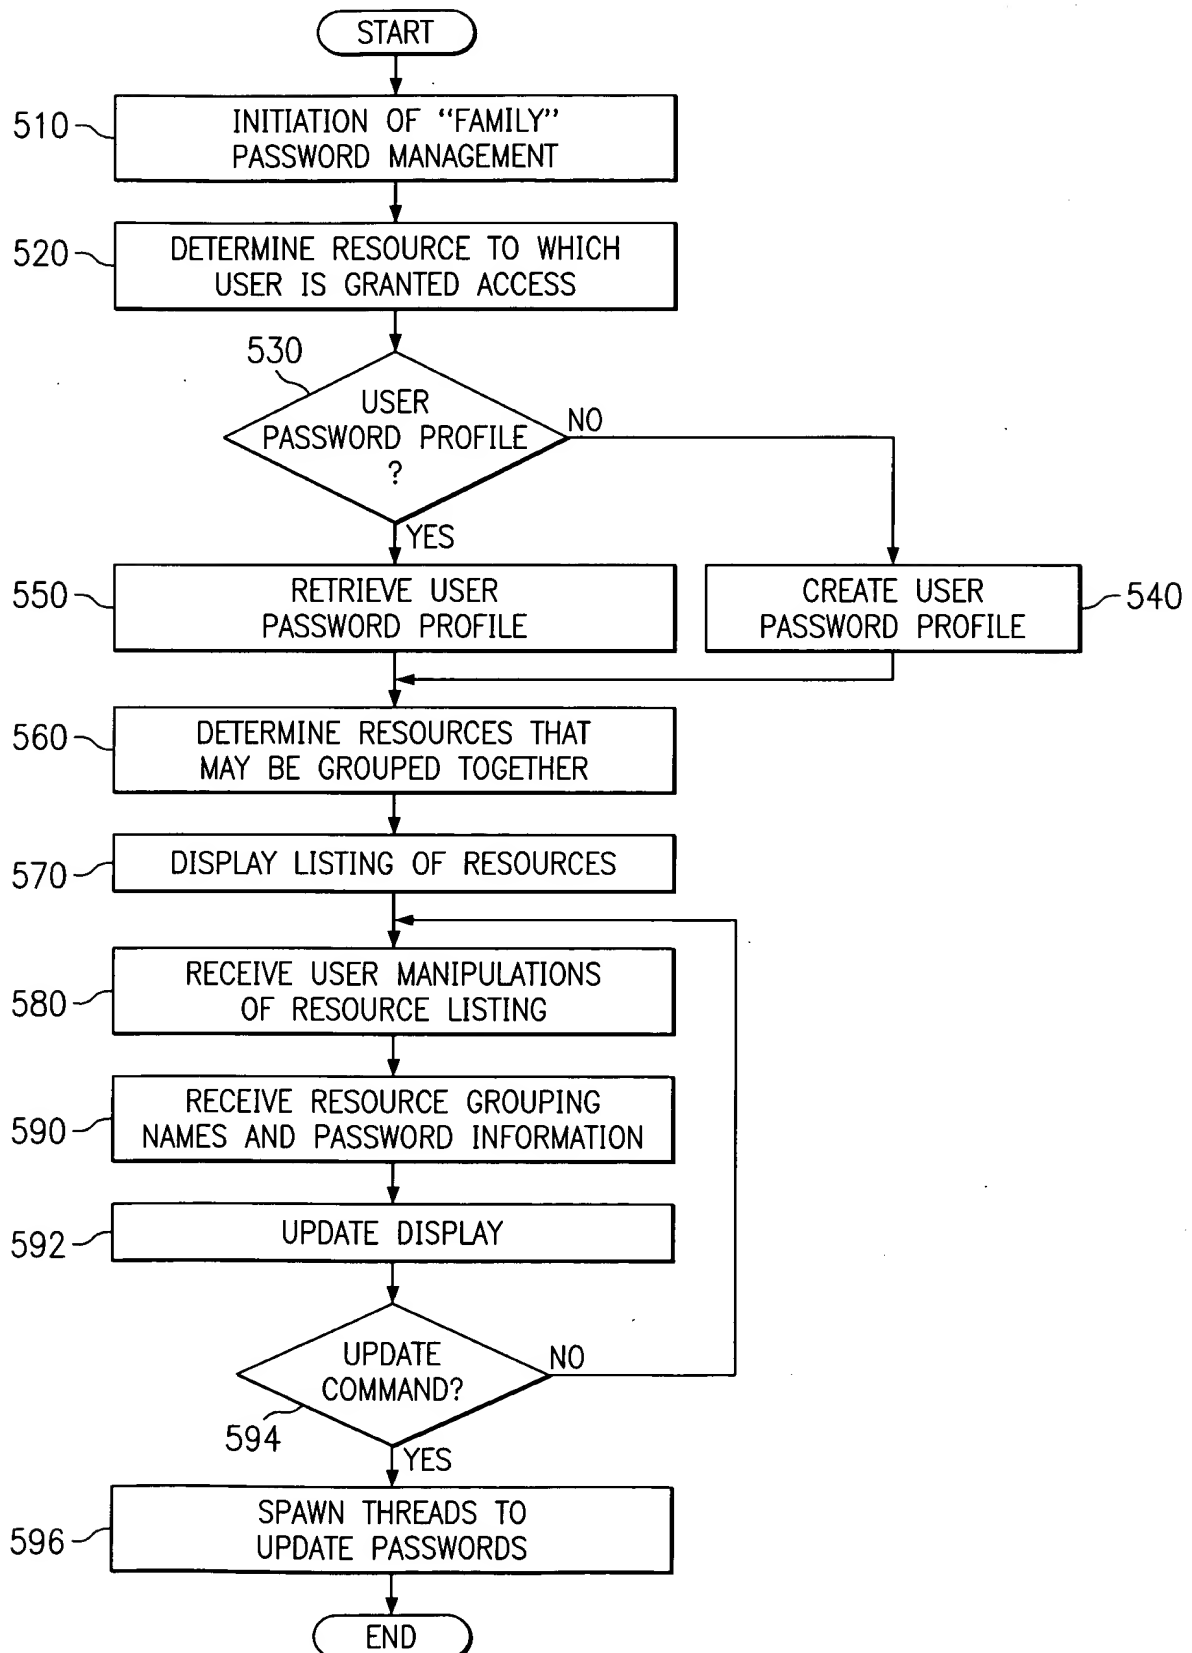 START
510
INITIATION OF "FAMILY"
PASSWORD MANAGEMENT
520
DETERMINE RESOURCE TO WHICH
USER IS GRANTED ACCESS
530
USER
PASSWORD PROFILE
?
NO
YES
550
RETRIEVE USER
PASSWORD PROFILE
CREATE USER
PASSWORD PROFILE
540
560
DETERMINE RESOURCES THAT
MAY BE GROUPED TOGETHER
570
DISPLAY LISTING OF RESOURCES
580
RECEIVE USER MANIPULATIONS
OF RESOURCE LISTING
590
RECEIVE RESOURCE GROUPING
NAMES AND PASSWORD INFORMATION
592
UPDATE DISPLAY
UPDATE
COMMAND?
NO
594
YES
596
SPAWN THREADS TO
UPDATE PASSWORDS
END